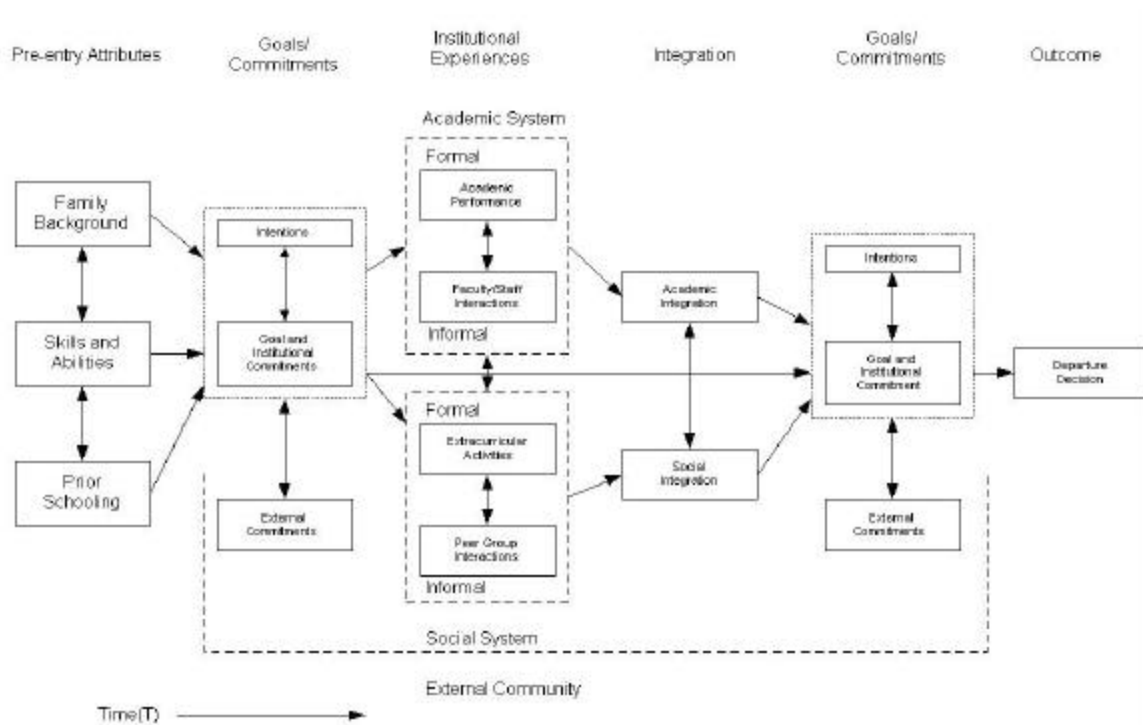 Pre-entry Attributes
Goals/
Commitments
Institutional
Experiences
Integration
Goals/
Commitments
Outcome
Academic System
Formal
Academic
Performance
Faculty/Staff
Interactions
Informal
Family
Background
Skills and
Abilities
Prior
Schooling
Intentions
Goal and
Institutional
Commitments
External
Commitments
Formal
Extracurricular
Activities
Peer Group
Interactions
Informal
Social System
Academic
Integration
Social
Integration
Intentions
Goal and
Institutional
Commitment
External
Commitments
Departure
Decision
External Community
Time(T)